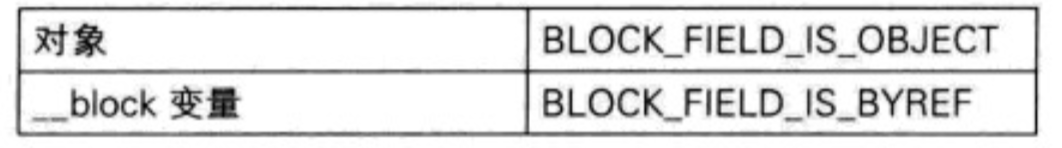 对象 BLOCK_FIELD_IS_OBJECT
__block 变量 BLOCK_FIELD_IS_BYREF